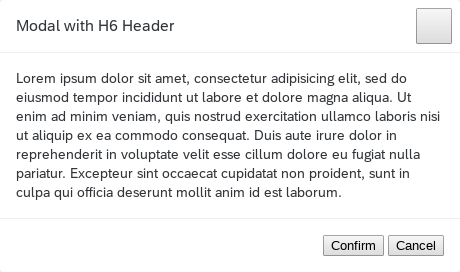 Modal with H6 Header
Lorem ipsum dolor sit amet, consectetur adipisicing elit, sed do
eiusmod tempor incididunt ut labore et dolore magna aliqua. Ut
enim ad minim veniam, quis nostrud exercitation ullamco laboris nisi
ut aliquip ex ea commodo consequat. Duis aute irure dolor in
reprehenderit in voluptate velit esse cillum dolore eu fugiat nulla
pariatur. Excepteur sint occaecat cupidatat non proident, sunt in
culpa qui officia deserunt mollit anim id est laborum.
Confirm Cancel